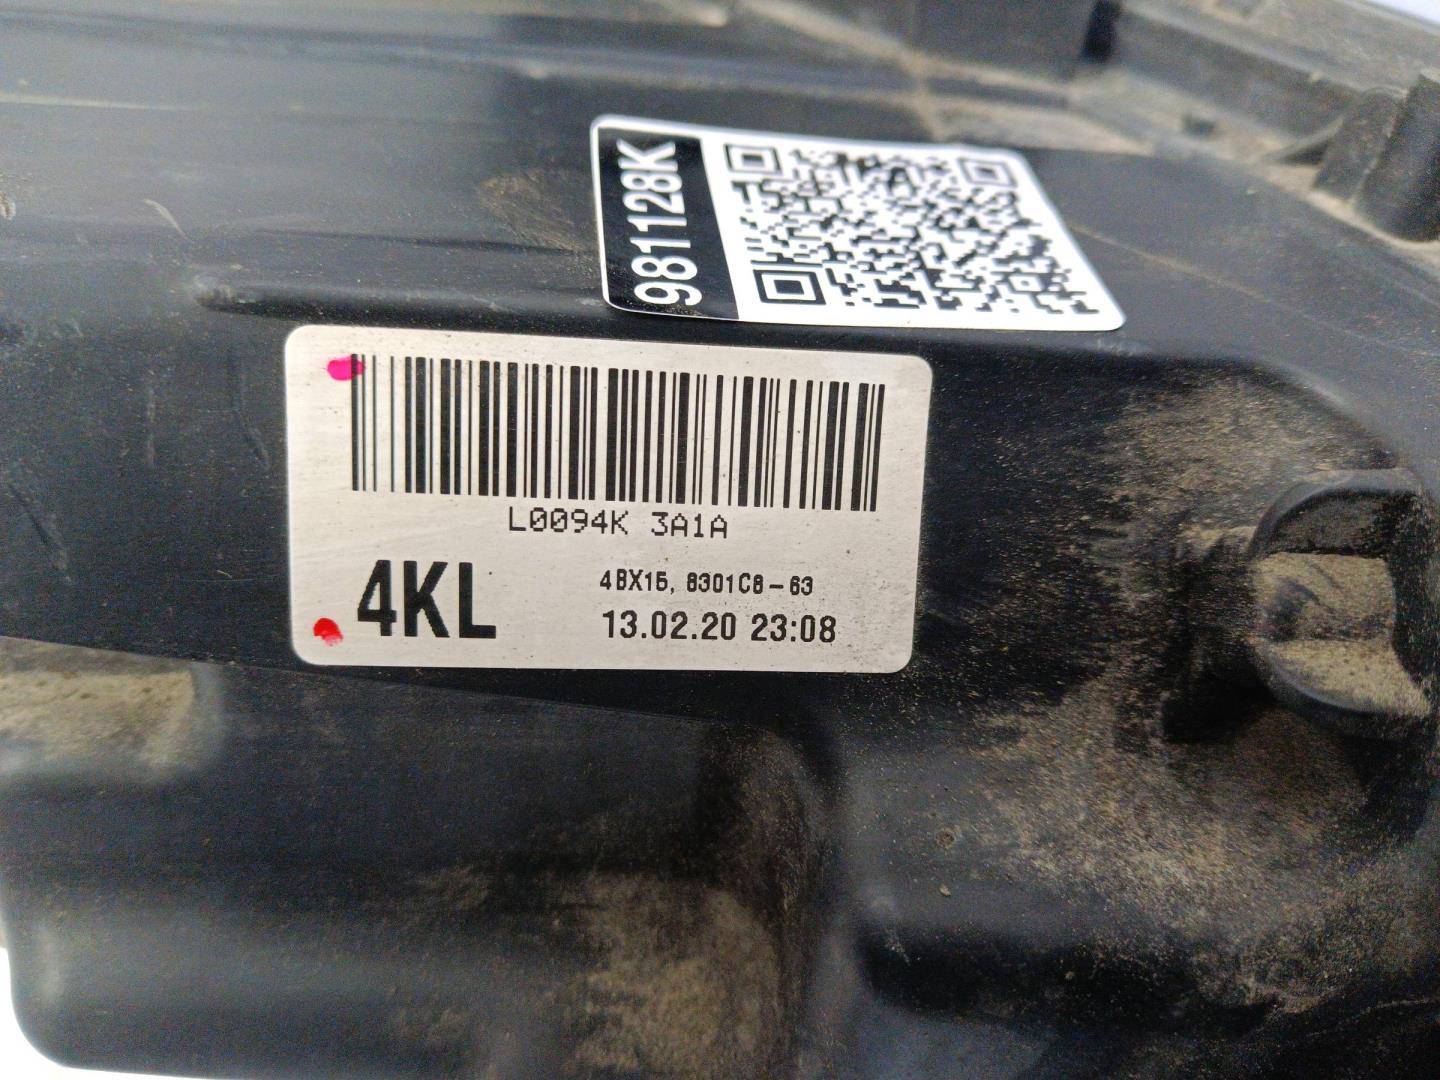 981128K
L0094K 3A1A
4KL
4BX15, 8301C8-63
13.02.20 23:08